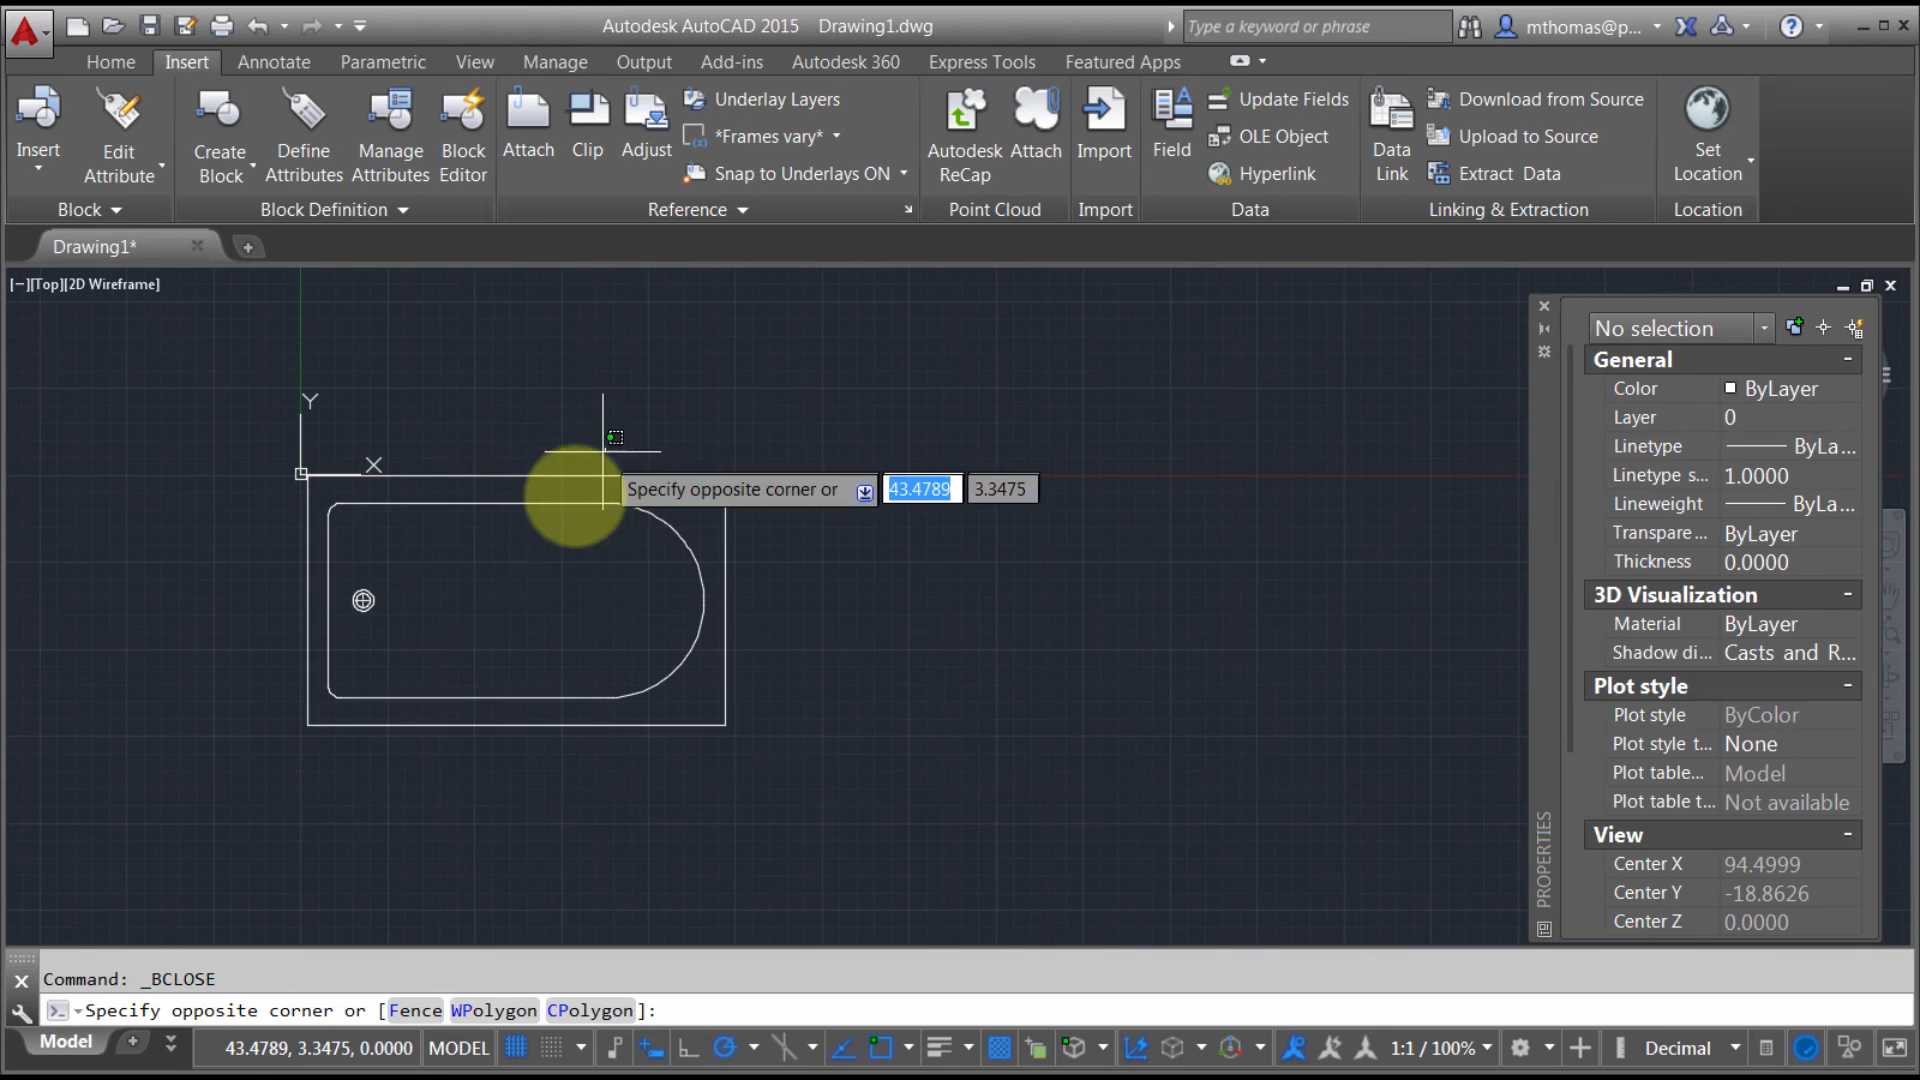 Autodesk AutoCAD 2015 Drawing1.dwg
Type a keyword or phrase
mthomas@p...
Home Insert Annotate Parametric View Manage Output Add-ins Autodesk 360 Express Tools Featured Apps
Insert
Edit Attribute
Create Block
Define Attributes
Manage Attributes
Block Editor
Attach
Clip
Adjust
Underlay Layers
*Frames vary*
Snap to Underlays ON
Autodesk ReCap
Attach
Import
Field
Update Fields
OLE Object
Hyperlink
Data Link
Download from Source
Upload to Source
Extract Data
Set Location
Block Block Definition Reference Point Cloud Import Data Linking & Extraction Location
Drawing1*
[−][Top][2D Wireframe]
Y
X
Specify opposite corner or 43.4789 3.3475
No selection
General
Color ByLayer
Layer 0
Linetype ByLa...
Linetype s... 1.0000
Lineweight ByLa...
Transpare... ByLayer
Thickness 0.0000
3D Visualization
Material ByLayer
Shadow di... Casts and R...
Plot style
Plot style ByColor
Plot style t... None
Plot table... Model
Plot table t... Not available
View
Center X 94.4999
Center Y -18.8626
Center Z 0.0000
PROPERTIES
Command: _BCLOSE
Specify opposite corner or [Fence WPolygon CPolygon]:
Model 43.4789, 3.3475, 0.0000 MODEL 1:1 / 100% Decimal